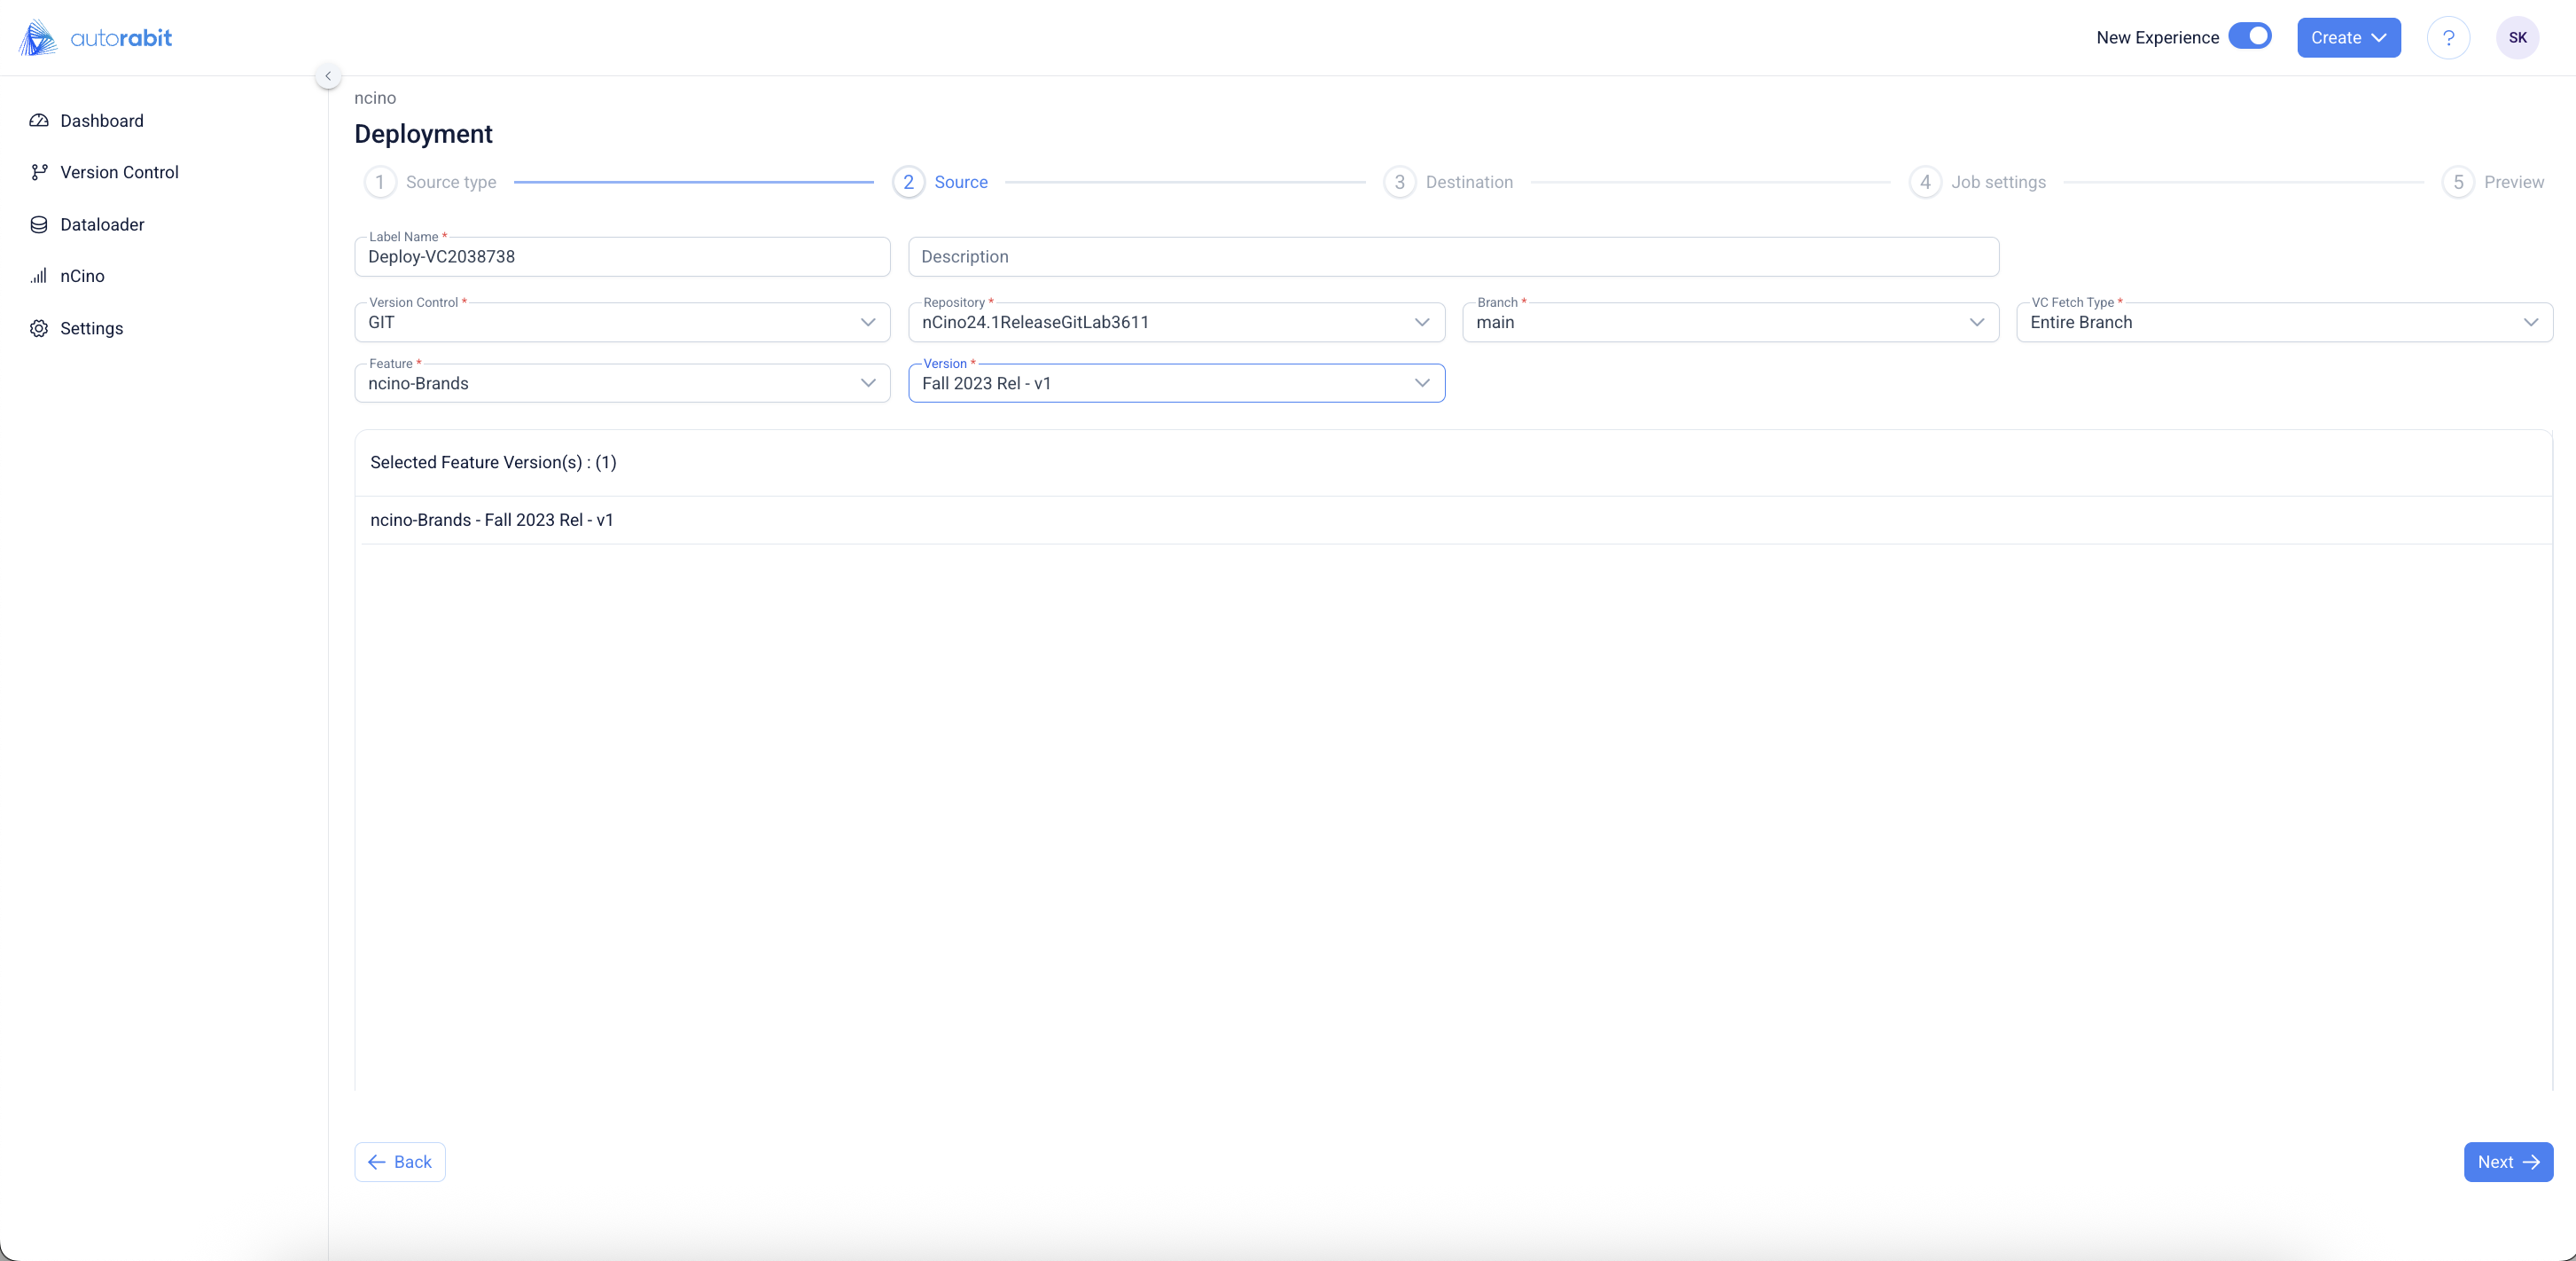 autorabit
New Experience
Create
?
SK
Dashboard
Version Control
Dataloader
nCino
Settings
ncino
Deployment
1 Source type
2 Source
3 Destination
4 Job settings
5 Preview
Label Name *
Deploy-VC2038738
Description
Version Control *
GIT
Repository *
nCino24.1ReleaseGitLab3611
Branch *
main
VC Fetch Type *
Entire Branch
Feature *
ncino-Brands
Version *
Fall 2023 Rel - v1
Selected Feature Version(s) : (1)
ncino-Brands - Fall 2023 Rel - v1
Back
Next